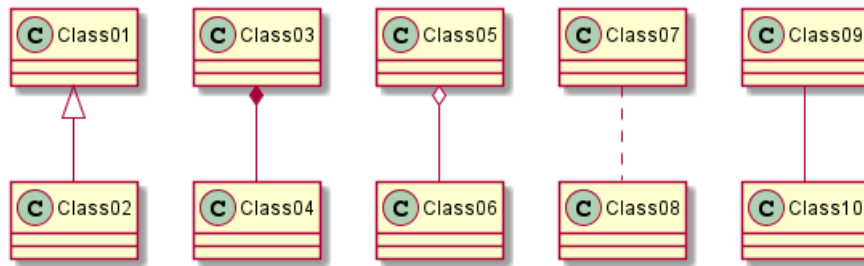 C Class01
C Class03
C Class05
C Class07
C Class09
C Class02
C Class04
C Class06
C Class08
C Class10